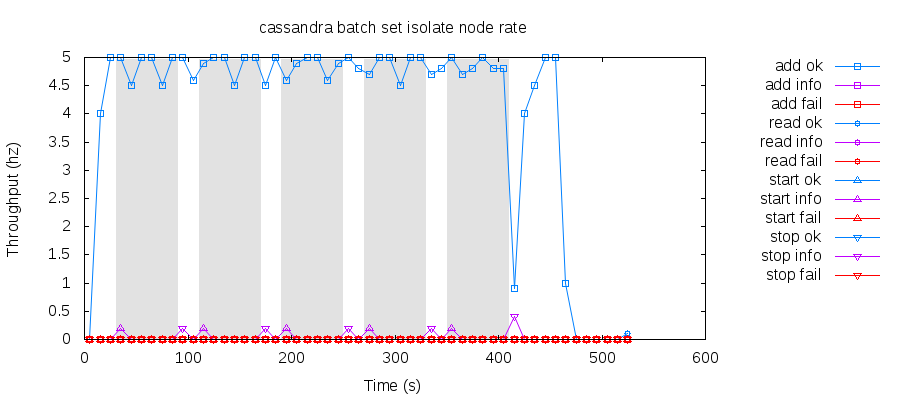 cassandra batch set isolate node rate
Throughput (hz)
5
4.5
4
3.5
3
2.5
2
1.5
1
0.5
0
0 100 200 300 400 500 600
Time (s)
add ok
add info
add fail
read ok
read info
read fail
start ok
start info
start fail
stop ok
stop info
stop fail